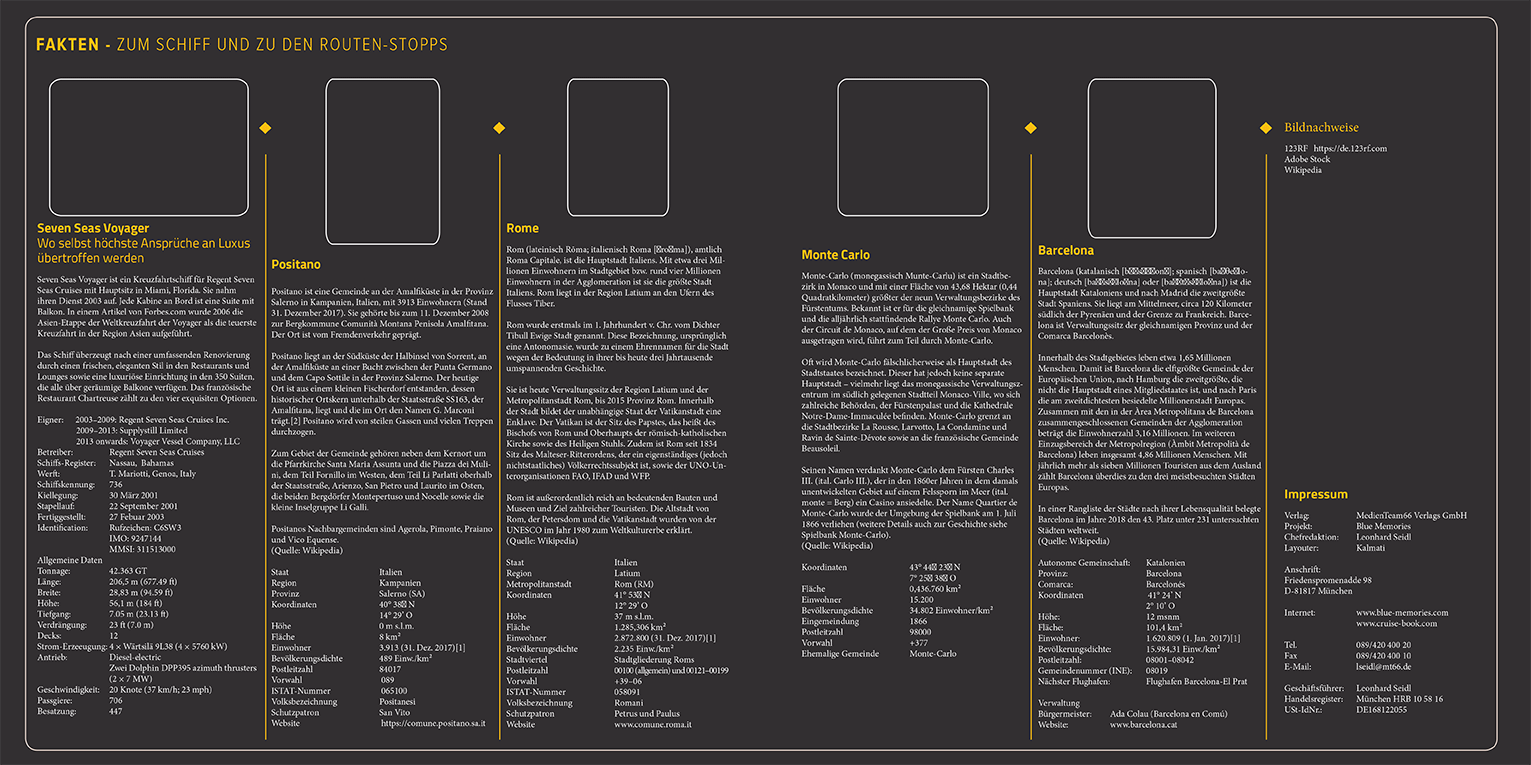 FAKTEN - ZUM SCHIFF UND ZU DEN ROUTEN-STOPPS
Seven Seas Voyager
Wo selbst höchste Ansprüche an Luxus
übertroffen werden
Seven Seas Voyager ist ein Kreuzfahrtschiff für Regent Seven
Seas Cruises mit Hauptsitz in Miami, Florida. Sie nahm
ihren Dienst 2003 auf. Jede Kabine an Bord ist eine Suite mit
Balkon. In einem Artikel von Forbes.com wurde 2006 die
Asien-Etappe der Weltkreuzfahrt der Voyager als die teuerste
Kreuzfahrt in der Region Asien aufgeführt.
Das Schiff überzeugt nach einer umfassenden Renovierung
durch einen frischen, eleganten Stil in den Restaurants und
Lounges sowie eine luxuriöse Einrichtung in den 350 Suiten,
die alle über geräumige Balkone verfügen. Das französische
Restaurant Chartreuse zählt zu den vier exquisiten Optionen.
Eigner: 2003–2009: Regent Seven Seas Cruises Inc.
2009–2013: Supplystill Limited
2013 onwards: Voyager Vessel Company, LLC
Betreiber: Regent Seven Seas Cruises
Schiffs-Register: Nassau, Bahamas
Werft: T. Mariotti, Genoa, Italy
Schiffskennung: 736
Kiellegung: 30 März 2001
Stapellauf: 22 September 2001
Fertiggestellt: 27 Febuar 2003
Identification: Rufzeichen: C6SW3
IMO: 9247144
MMSI: 311513000
Allgemeine Daten
Tonnage: 42.363 GT
Länge: 206,5 m (677.49 ft)
Breite: 28,83 m (94.59 ft)
Höhe: 56,1 m (184 ft)
Tiefgang: 7.05 m (23.13 ft)
Verdrängung: 23 ft (7.0 m)
Decks: 12
Strom-Erzeugung: 4 × Wärtsilä 9L38 (4 × 5760 kW)
Antrieb: Diesel-electric
Zwei Dolphin DPP395 azimuth thrusters
(2 × 7 MW)
Geschwindigkeit: 20 Knote (37 km/h; 23 mph)
Passgiere: 706
Besatzung: 447
Positano
Positano ist eine Gemeinde an der Amalfiküste in der Provinz
Salerno in Kampanien, Italien, mit 3913 Einwohnern (Stand
31. Dezember 2017). Sie gehörte bis zum 11. Dezember 2008
zur Bergkommune Comunità Montana Penisola Amalfitana.
Der Ort ist vom Fremdenverkehr geprägt.
Positano liegt an der Südküste der Halbinsel von Sorrent, an
der Amalfiküste an einer Bucht zwischen der Punta Germano
und dem Capo Sottile in der Provinz Salerno. Der heutige
Ort ist aus einem kleinen Fischerdorf entstanden, dessen
historischer Ortskern unterhalb der Staatsstraße SS163, der
Amalfitana, liegt und die im Ort den Namen G. Marconi
trägt.[2] Positano wird von steilen Gassen und vielen Treppen
durchzogen.
Zum Gebiet der Gemeinde gehören neben dem Kernort um
die Pfarrkirche Santa Maria Assunta und die Piazza dei Muli-
ni, dem Teil Fornillo im Westen, dem Teil Li Parlatti oberhalb
der Staatsstraße, Arienzo, San Pietro und Laurito im Osten,
die beiden Bergdörfer Montepertuso und Nocelle sowie die
kleine Inselgruppe Li Galli.
Positanos Nachbargemeinden sind Agerola, Pimonte, Praiano
und Vico Equense.
(Quelle: Wikipedia)
Staat Italien
Region Kampanien
Provinz Salerno (SA)
Koordinaten 40° 38 N
14° 29' O
Höhe 0 m s.l.m.
Fläche 8 km²
Einwohner 3.913 (31. Dez. 2017)[1]
Bevölkerungsdichte 489 Einw./km²
Postleitzahl 84017
Vorwahl 089
ISTAT-Nummer 065100
Volksbezeichnung Positanesi
Schutzpatron San Vito
Website https://comune.positano.sa.it
Rome
Rom (lateinisch Rōma; italienisch Roma [ˈroːma]), amtlich
Roma Capitale, ist die Hauptstadt Italiens. Mit etwa drei Mil-
lionen Einwohnern im Stadtgebiet bzw. rund vier Millionen
Einwohnern in der Agglomeration ist sie die größte Stadt
Italiens. Rom liegt in der Region Latium an den Ufern des
Flusses Tiber.
Rom wurde erstmals im 1. Jahrhundert v. Chr. vom Dichter
Tibull Ewige Stadt genannt. Diese Bezeichnung, ursprünglich
eine Antonomasie, wurde zu einem Ehrennamen für die Stadt
wegen der Bedeutung in ihrer bis heute drei Jahrtausende
umspannenden Geschichte.
Sie ist heute Verwaltungssitz der Region Latium und der
Metropolitanstadt Rom, bis 2015 Provinz Rom. Innerhalb
der Stadt bildet der unabhängige Staat der Vatikanstadt eine
Enklave. Der Vatikan ist der Sitz des Papstes, das heißt des
Bischofs von Rom und Oberhaupts der römisch-katholischen
Kirche sowie des Heiligen Stuhls. Zudem ist Rom seit 1834
Sitz des Malteser-Ritterordens, der ein eigenständiges (jedoch
nichtstaatliches) Völkerrechtssubjekt ist, sowie der UNO-Un-
terorganisationen FAO, IFAD und WFP.
Rom ist außerordentlich reich an bedeutenden Bauten und
Museen und Ziel zahlreicher Touristen. Die Altstadt von
Rom, der Petersdom und die Vatikanstadt wurden von der
UNESCO im Jahr 1980 zum Weltkulturerbe erklärt.
(Quelle: Wikipedia)
Staat Italien
Region Latium
Metropolitanstadt Rom (RM)
Koordinaten 41° 53 N
12° 29' O
Höhe 37 m s.l.m.
Fläche 1.285,306 km²
Einwohner 2.872.800 (31. Dez. 2017)[1]
Bevölkerungsdichte 2.235 Einw./km²
Stadtviertel Stadtgliederung Roms
Postleitzahl 00100 (allgemein) und 00121–00199
Vorwahl +39–06
ISTAT-Nummer 058091
Volksbezeichnung Romani
Schutzpatron Petrus und Paulus
Website www.comune.roma.it
Monte Carlo
Monte-Carlo (monegassisch Munte-Carlu) ist ein Stadtbe-
zirk in Monaco und mit einer Fläche von 43,68 Hektar (0,44
Quadratkilometer) größter der neun Verwaltungsbezirke des
Fürstentums. Bekannt ist er für die gleichnamige Spielbank
und die alljährlich stattfindende Rallye Monte Carlo. Auch
der Circuit de Monaco, auf dem der Große Preis von Monaco
ausgetragen wird, führt zum Teil durch Monte-Carlo.
Oft wird Monte-Carlo fälschlicherweise als Hauptstadt des
Stadtstaates bezeichnet. Dieser hat jedoch keine separate
Hauptstadt – vielmehr liegt das monegassische Verwaltungsz-
entrum im südlich gelegenen Stadtteil Monaco-Ville, wo sich
zahlreiche Behörden, der Fürstenpalast und die Kathedrale
Notre-Dame-Immaculée befinden. Monte-Carlo grenzt an
die Stadtbezirke La Rousse, Larvotto, La Condamine und
Ravin de Sainte-Dévote sowie an die französische Gemeinde
Beausoleil.
Seinen Namen verdankt Monte-Carlo dem Fürsten Charles
III. (ital. Carlo III.), der in den 1860er Jahren in dem damals
unentwickelten Gebiet auf einem Felssporn im Meer (ital.
monte = Berg) ein Casino ansiedelte. Der Name Quartier de
Monte-Carlo wurde der Umgebung der Spielbank am 1. Juli
1866 verliehen (weitere Details auch zur Geschichte siehe
Spielbank Monte-Carlo).
(Quelle: Wikipedia)
Koordinaten 43° 44 23 N
7° 25 38 O
Fläche 0,436.760 km²
Einwohner 15.200
Bevölkerungsdichte 34.802 Einwohner/km²
Eingemeindung 1866
Postleitzahl 98000
Vorwahl +377
Ehemalige Gemeinde Monte-Carlo
Barcelona
Barcelona (katalanisch
na]; deutsch ist die
Hauptstadt Kataloniens und nach Madrid die zweitgrößte
Stadt Spaniens. Sie liegt am Mittelmeer, circa 120 Kilometer
südlich der Pyrenäen und der Grenze zu Frankreich. Barce-
lona ist Verwaltungssitz der gleichnamigen Provinz und der
Comarca Barcelonès.
Innerhalb des Stadtgebietes leben etwa 1,65 Millionen
Menschen. Damit ist Barcelona die elftgrößte Gemeinde der
Europäischen Union, nach Hamburg die zweitgrößte, die
nicht die Hauptstadt eines Mitgliedstaates ist, und nach Paris
die am zweitdichtesten besiedelte Millionenstadt Europas.
Zusammen mit den in der Àrea Metropolitana de Barcelona
zusammengeschlossenen Gemeinden der Agglomeration
beträgt die Einwohnerzahl 3,16 Millionen. Im weiteren
Einzugsbereich der Metropolregion (Àmbit Metropolità de
Barcelona) leben insgesamt 4,86 Millionen Menschen. Mit
jährlich mehr als sieben Millionen Touristen aus dem Ausland
zählt Barcelona überdies zu den drei meistbesuchten Städten
Europas.
In einer Rangliste der Städte nach ihrer Lebensqualität belegte
Barcelona im Jahre 2018 den 43. Platz unter 231 untersuchten
Städten weltweit.
(Quelle: Wikipedia)
Autonome Gemeinschaft: Katalonien
Provinz: Barcelona
Comarca: Barcelonés
Koordinaten 41° 24' N
2° 10' O
Höhe: 12 msnm
Fläche: 101,4 km²
Einwohner: 1.620.809 (1. Jan. 2017)[1]
Bevölkerungsdichte: 15.984,31 Einw./km²
Postleitzahl: 08001–08042
Gemeindenummer (INE): 08019
Nächster Flughafen: Flughafen Barcelona-El Prat
Verwaltung
Bürgermeister: Ada Colau (Barcelona en Comú)
Website: www.barcelona.cat
Bildnachweise
123RF https://de.123rf.com
Adobe Stock
Wikipedia
Impressum
Verlag: MedienTeam66 Verlags GmbH
Projekt: Blue Memories
Chefredaktion: Leonhard Seidl
Layouter: Kalmati
Anschrift:
Friedenspromenadde 98
D-81817 München
Internet: www.blue-memories.com
www.cruise-book.com
Tel. 089/420 400 20
Fax 089/420 400 10
E-Mail: lseidl@mt66.de
Geschäftsführer: Leonhard Seidl
Handelsregister: München HRB 10 58 16
USt-IdNr.: DE168122055